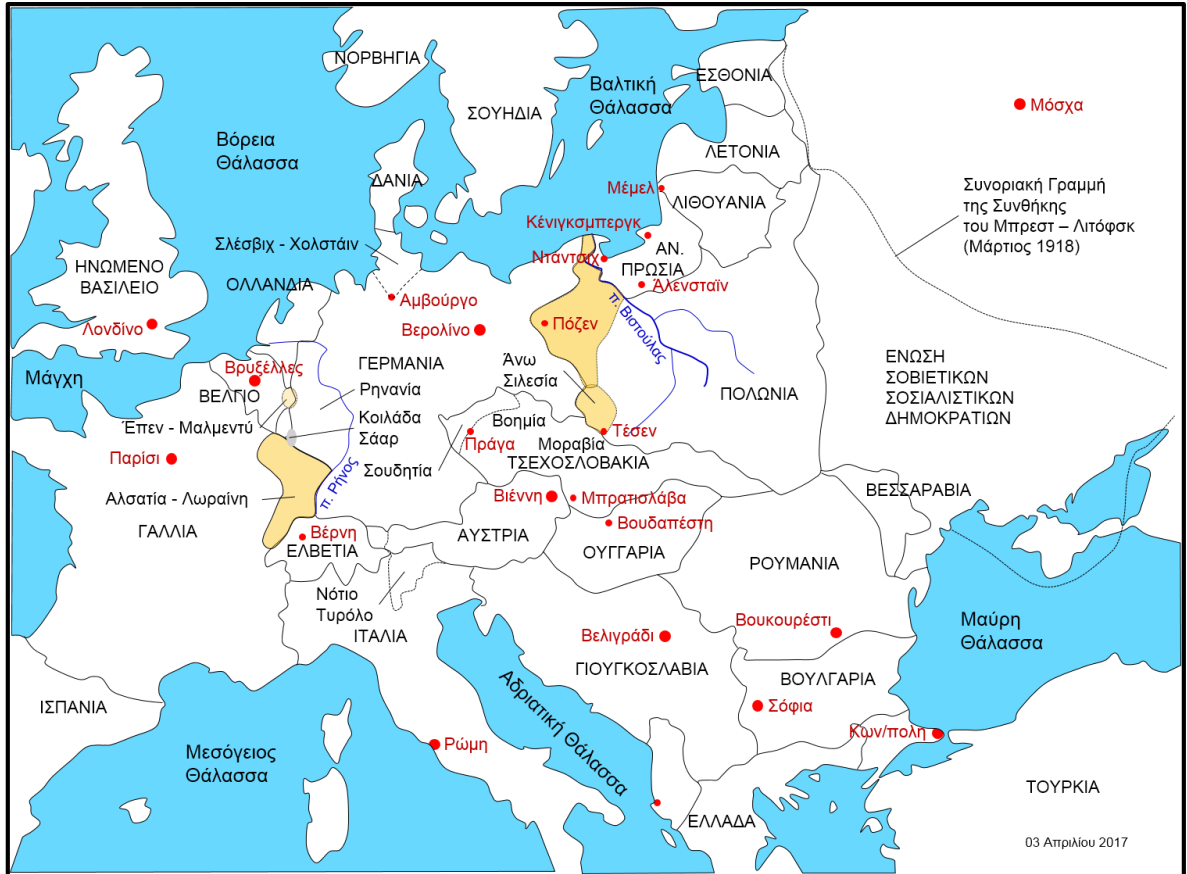 ΝΟΡΒΗΓΙΑ
ΣΟΥΗΔΙΑ
Βαλτική
Θάλασσα
ΕΣΘΟΝΙΑ
Μόσχα
Βόρεια
Θάλασσα
ΛΕΤΟΝΙΑ
ΔΑΝΙΑ
Μέμελ
ΛΙΘΟΥΑΝΙΑ
Συνοριακή Γραμμή
της Συνθήκης
του Μπρεστ – Λιτόφσκ
(Μάρτιος 1918)
Κένιγκσμπεργκ
Σλέσβιχ - Χολστάιν
ΑΝ.
ΠΡΩΣΙΑ
Ντάντσιχ
ΗΝΩΜΕΝΟ
ΒΑΣΙΛΕΙΟ
ΟΛΛΑΝΔΙΑ
Άλενσταϊν
Αμβούργο
π. Βιστούλας
Λονδίνο
Βερολίνο
Πόζεν
Μάγχη
Βρυξέλλες
ΒΕΛΓΙΟ
ΓΕΡΜΑΝΙΑ
Άνω
Σιλεσία
ΠΟΛΩΝΙΑ
ΕΝΩΣΗ
ΣΟΒΙΕΤΙΚΩΝ
ΣΟΣΙΑΛΙΣΤΙΚΩΝ
ΔΗΜΟΚΡΑΤΙΩΝ
Ρηνανία
Έπεν - Μαλμεντύ
Κοιλάδα
Σάαρ
Βοημία
Πράγα
Μοραβία
Τέσεν
ΤΣΕΧΟΣΛΟΒΑΚΙΑ
Παρίσι
Σουδητία
π. Ρήνος
Αλσατία - Λωραίνη
Βιέννη
Μπρατισλάβα
ΒΕΣΣΑΡΑΒΙΑ
ΓΑΛΛΙΑ
Βέρνη
ΕΛΒΕΤΙΑ
ΑΥΣΤΡΙΑ
Βουδαπέστη
ΟΥΓΓΑΡΙΑ
ΡΟΥΜΑΝΙΑ
Νότιο
Τυρόλο
ΙΤΑΛΙΑ
Βελιγράδι
Βουκουρέστι
Μαύρη
Θάλασσα
ΓΙΟΥΓΚΟΣΛΑΒΙΑ
ΒΟΥΛΓΑΡΙΑ
ΙΣΠΑΝΙΑ
Σόφια
Αδριατική Θάλασσα
Κων/πολη
Μεσόγειος
Θάλασσα
Ρώμη
ΤΟΥΡΚΙΑ
ΕΛΛΑΔΑ
03 Απριλίου 2017